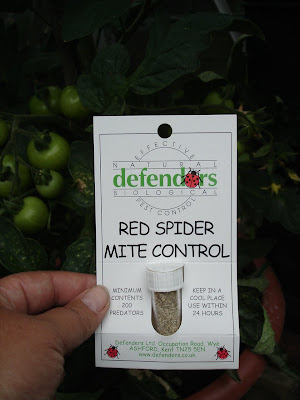 EFFECTIVE
NATURAL
defenders
BIOLOGICAL
PEST CONTROL
RED SPIDER
MITE CONTROL
MINIMUM
CONTENTS
200
PREDATORS
KEEP IN A
COOL PLACE
USE WITHIN
24 HOURS
Defenders Ltd, Occupation Road, Wye
ASHFORD, Kent TN25 5EN
www.defenders.co.uk